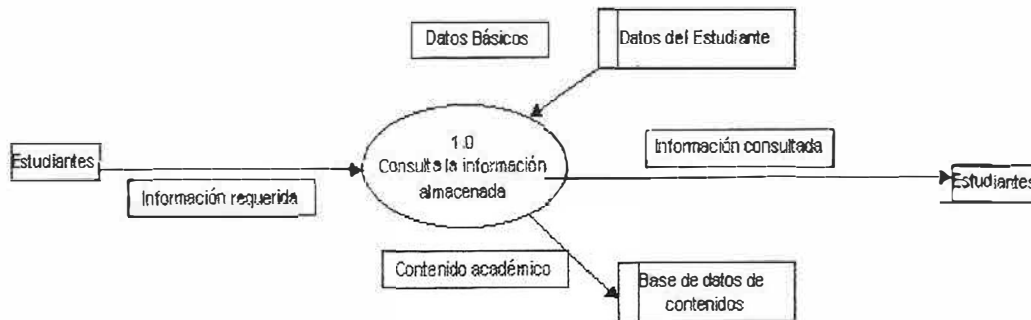 Datos Básicos
Datos del Estudiante
Estudiantes
1.0
Consulta la información
almacenada
Información consultada
Información requerida
Estudiantes
Contenido académico
Base de datos de
contenidos